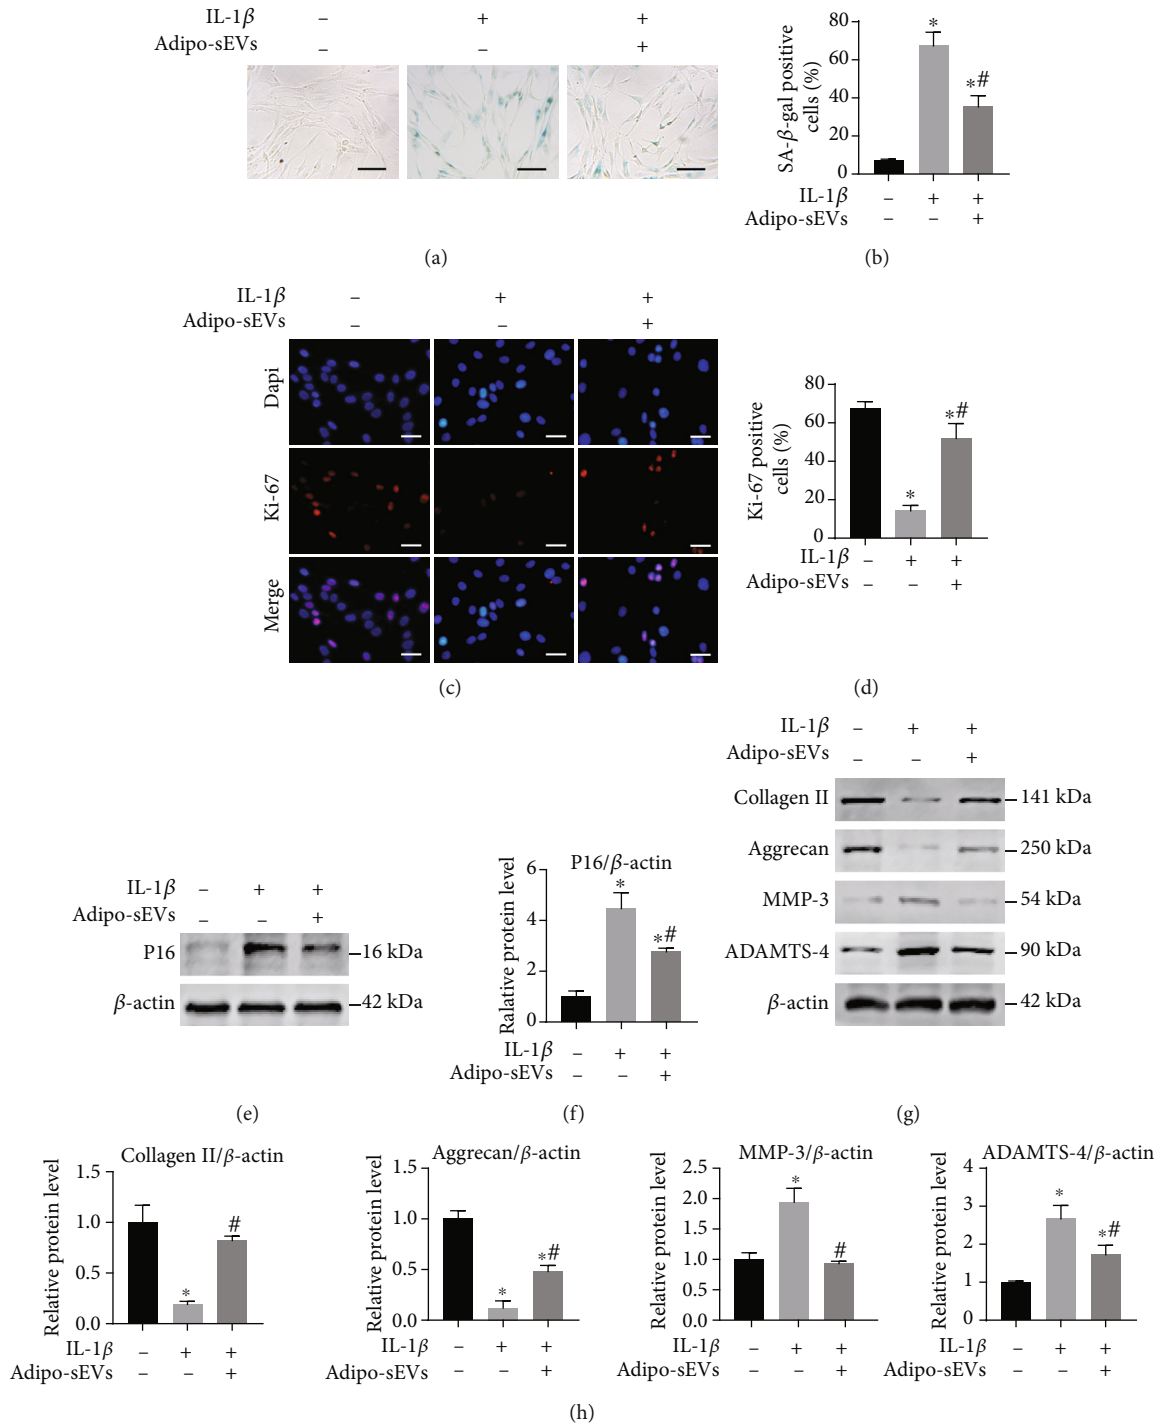 IL-1β – + +
Adipo-sEVs – – +
(a)
SA-β-gal positive
cells (%)
80
60
40
20
0
*
*#
IL-1β – + +
Adipo-sEVs – – +
(b)
IL-1β – + +
Adipo-sEVs – – +
Dapi
Ki-67
Merge
(c)
Ki-67 positive
cells (%)
80
60
40
20
0
*
*#
IL-1β – + +
Adipo-sEVs – – +
(d)
IL-1β – + +
Adipo-sEVs – – +
P16 16 kDa
β-actin 42 kDa
(e)
P16/β-actin
Ralative protein level
6
4
2
0
*
*#
IL-1β – + +
Adipo-sEVs – – +
(f)
IL-1β – + +
Adipo-sEVs – – +
Collagen II 141 kDa
Aggrecan 250 kDa
MMP-3 54 kDa
ADAMTS-4 90 kDa
β-actin 42 kDa
(g)
Collagen II/β-actin
Relative protein level
1.5
1.0
0.5
0.0
*
#
IL-1β – + +
Adipo-sEVs – – +
Aggrecan/β-actin
Relative protein level
1.5
1.0
0.5
0.0
*
*#
IL-1β – + +
Adipo-sEVs – – +
MMP-3/β-actin
Relative protein level
2.5
2.0
1.5
1.0
0.5
0.0
*
#
IL-1β – + +
Adipo-sEVs – – +
ADAMTS-4/β-actin
Relative protein level
4
3
2
1
0
*
*#
IL-1β – + +
Adipo-sEVs – – +
(h)